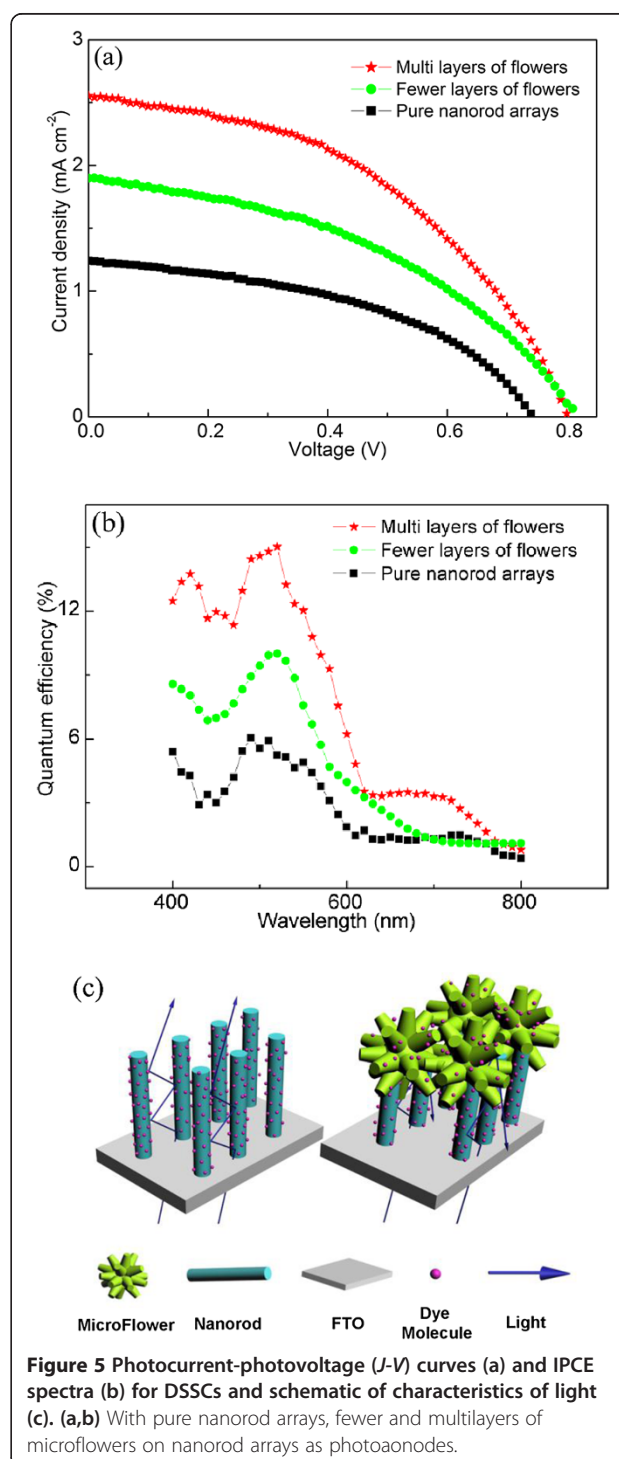 (a)
Multi layers of flowers
Fewer layers of flowers
Pure nanorod arrays
Current density (mA cm⁻²)
3
2
1
0
0.0 0.2 0.4 0.6 0.8
Voltage (V)
(b)
Multi layers of flowers
Fewer layers of flowers
Pure nanorod arrays
Quantum efficiency (%)
12
6
0
400 600 800
Wavelength (nm)
(c)
MicroFlower Nanorod FTO Dye Molecule Light
Figure 5 Photocurrent-photovoltage (J-V) curves (a) and IPCE
spectra (b) for DSSCs and schematic of characteristics of light
(c). (a,b) With pure nanorod arrays, fewer and multilayers of
microflowers on nanorod arrays as photoaonodes.